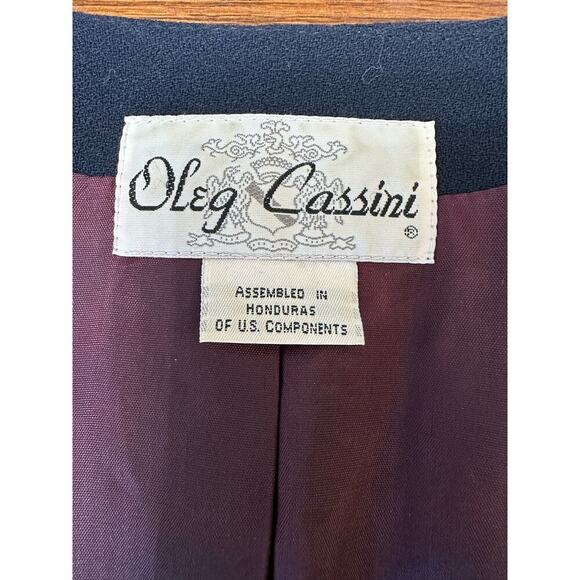 Oleg Cassini ®
ASSEMBLED IN
HONDURAS
OF U.S. COMPONENTS